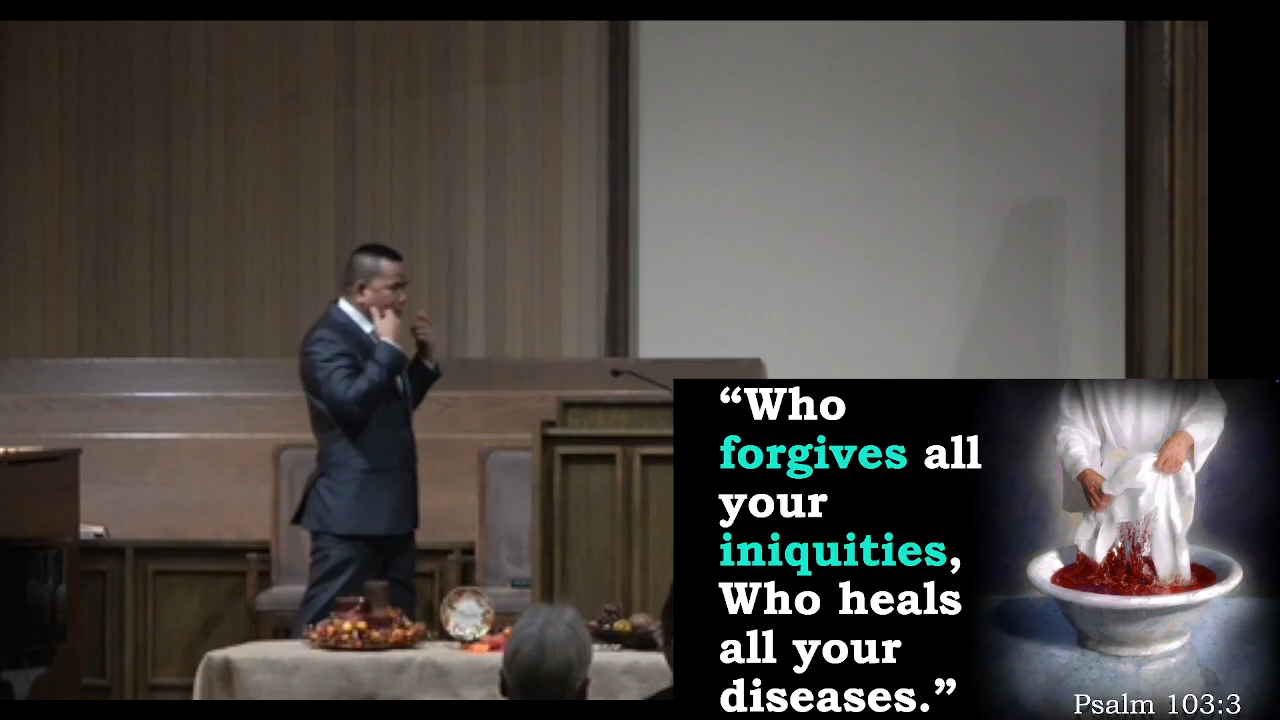 “Who
forgives all
your
iniquities,
Who heals
all your
diseases.”
Psalm 103:3